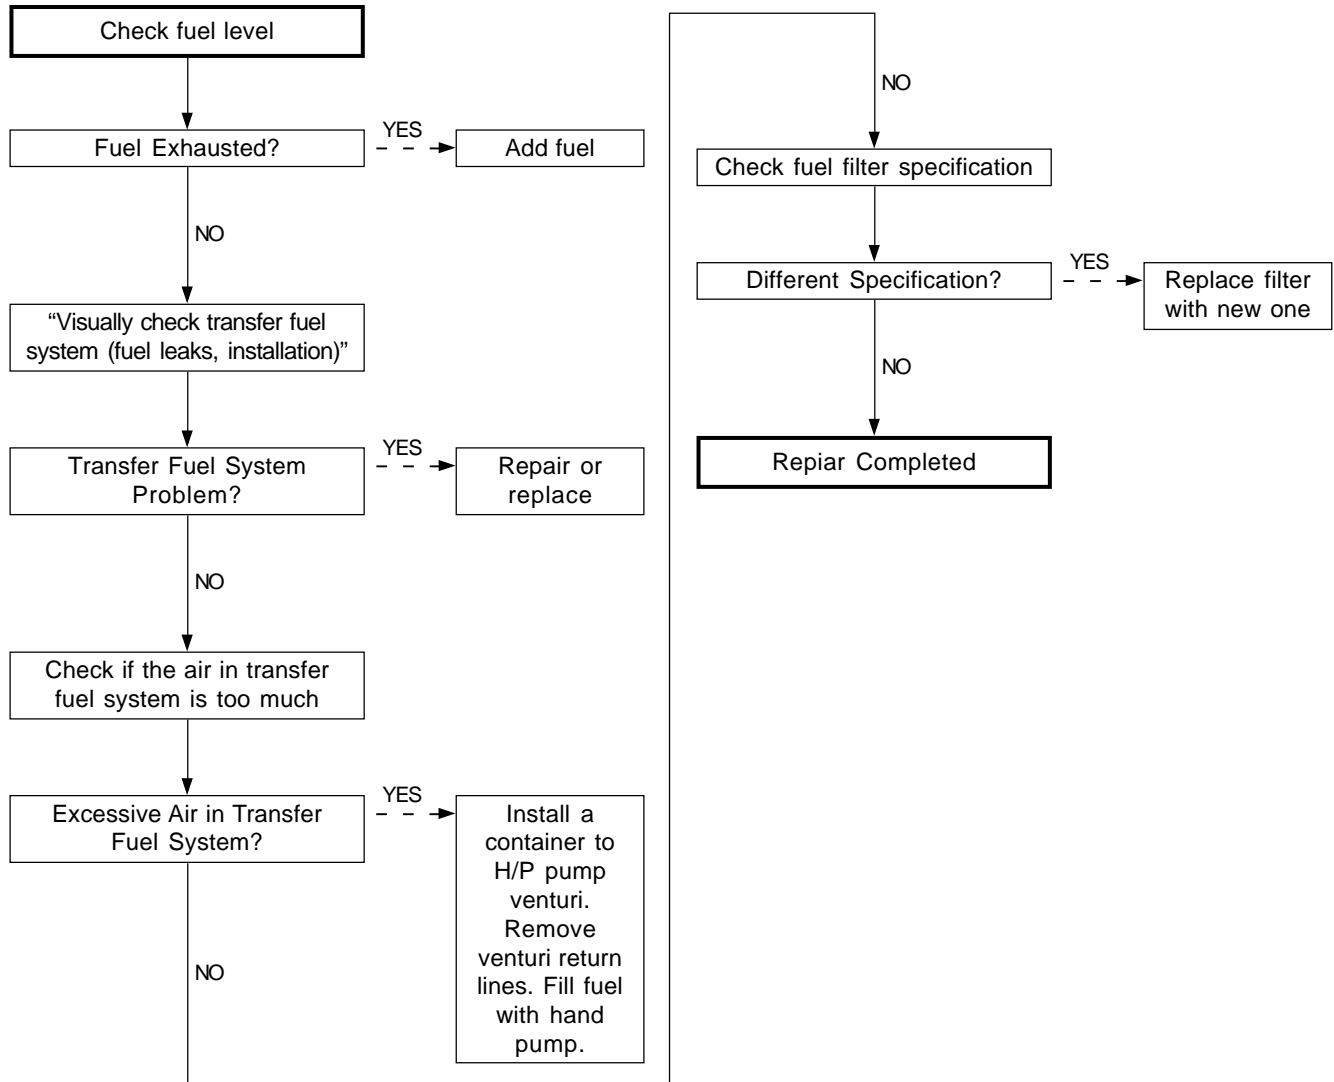 Check fuel level
Fuel Exhausted?
YES
Add fuel
NO
“Visually check transfer fuel
system (fuel leaks, installation)”
Transfer Fuel System
Problem?
YES
Repair or
replace
NO
Check if the air in transfer
fuel system is too much
Excessive Air in Transfer
Fuel System?
YES
Install a
container to
H/P pump
venturi.
Remove
venturi return
lines. Fill fuel
with hand
pump.
NO
NO
Check fuel filter specification
Different Specification?
YES
Replace filter
with new one
NO
Repiar Completed